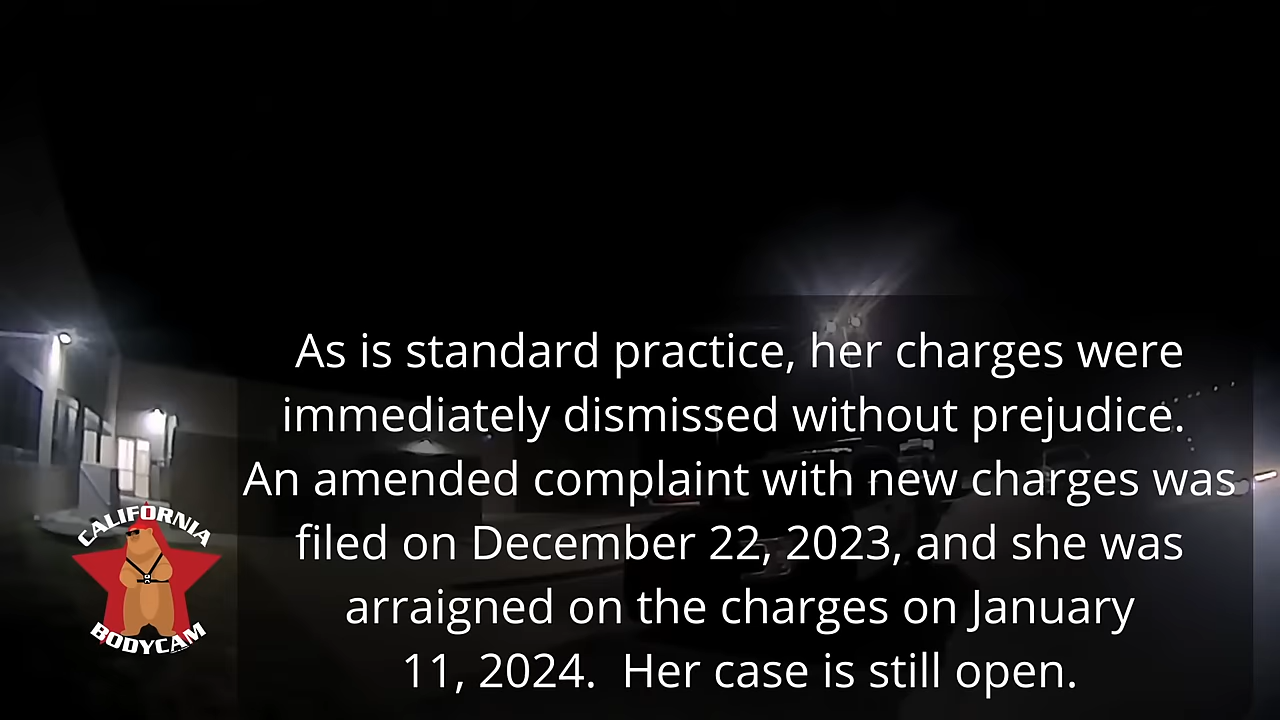 As is standard practice, her charges were
immediately dismissed without prejudice.
An amended complaint with new charges was
filed on December 22, 2023, and she was
arraigned on the charges on January
11, 2024.  Her case is still open.
CALIFORNIA
BODYCAM